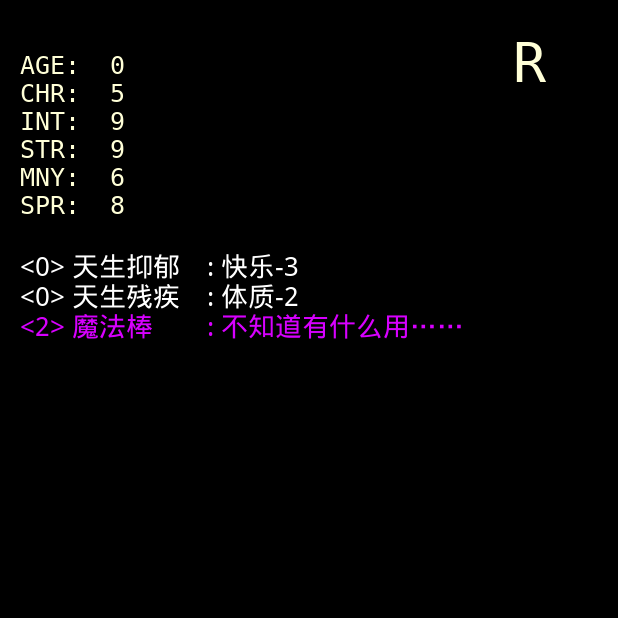 R
AGE: 0
CHR: 5
INT: 9
STR: 9
MNY: 6
SPR: 8
<0> 天生抑郁 : 快乐-3
<0> 天生残疾 : 体质-2
<2> 魔法棒 : 不知道有什么用……